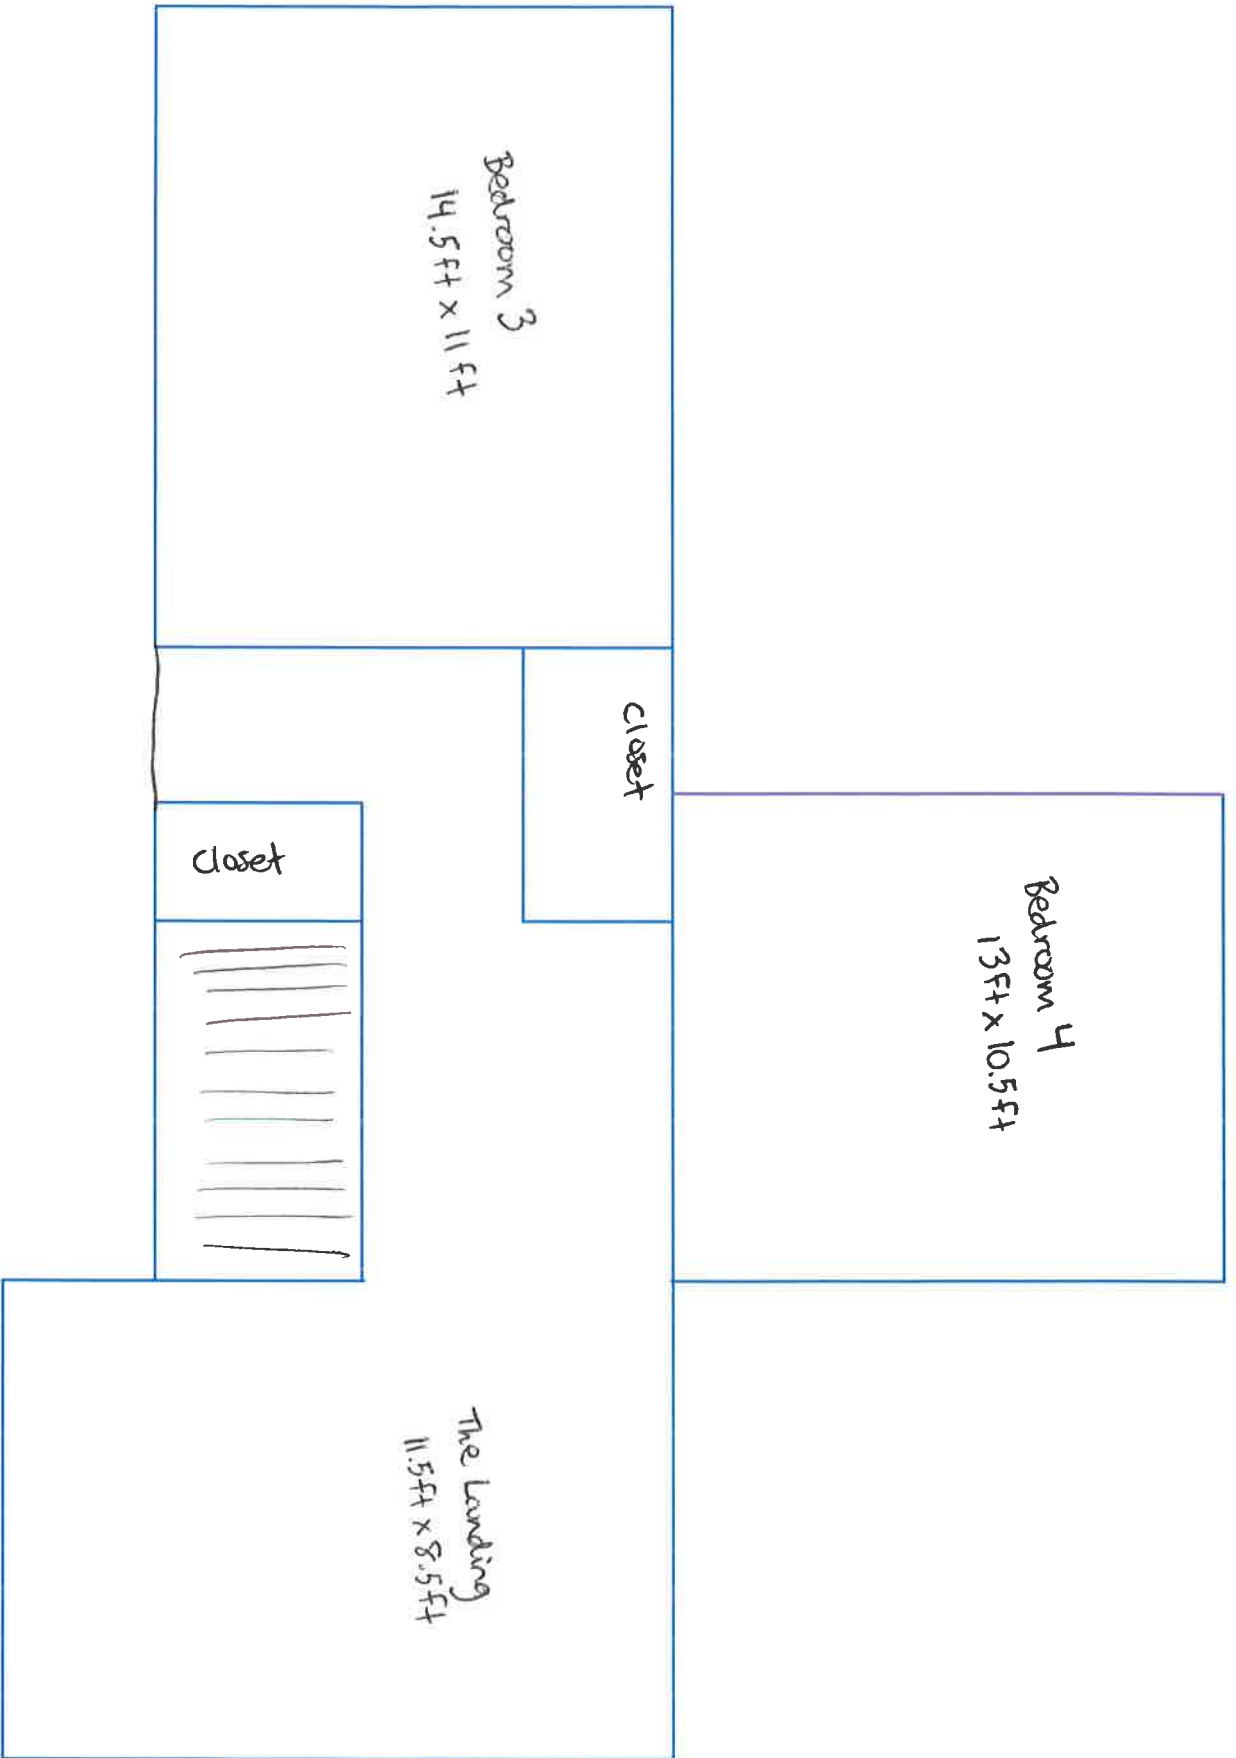 Bedroom 3
14.5ft x 11ft
closet
closet
Bedroom 4
13ft x 10.5ft
The Landing
11.5ft x 8.5ft